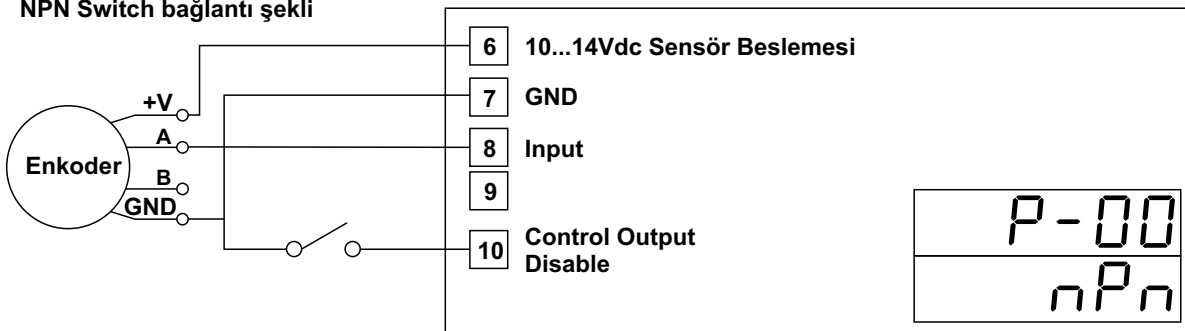 NPN Switch bağlantı şekli
6 10...14Vdc Sensör Beslemesi
+V
7 GND
A
8 Input
Enkoder
B
9
GND
10 Control Output
Disable
P-00
nPn